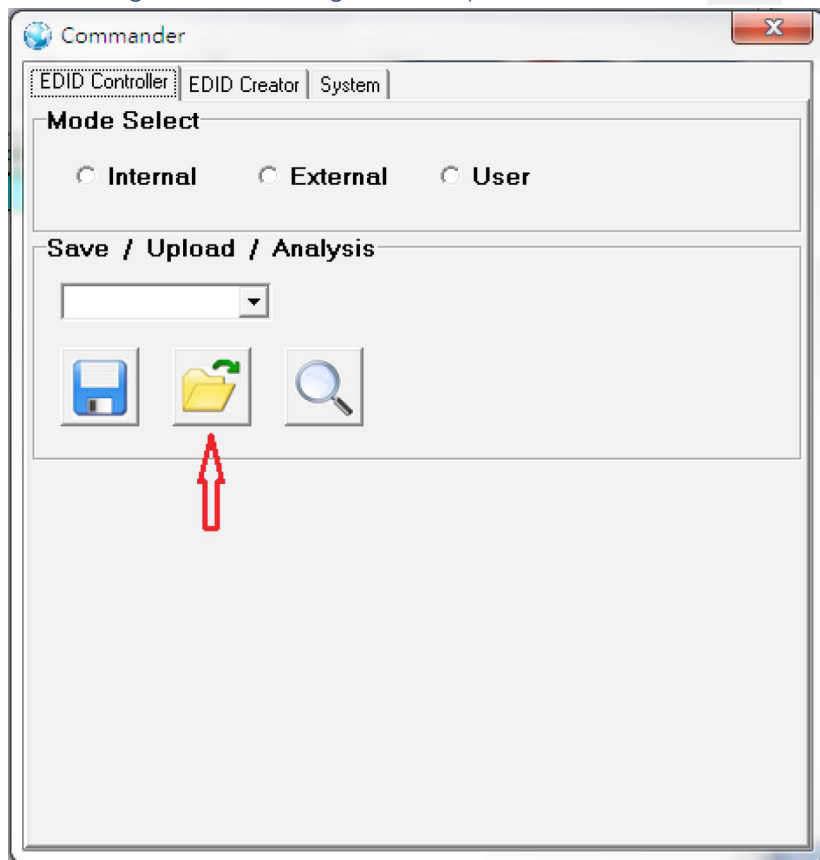 Commander
EDID Controller EDID Creator System
Mode Select
Internal External User
Save / Upload / Analysis